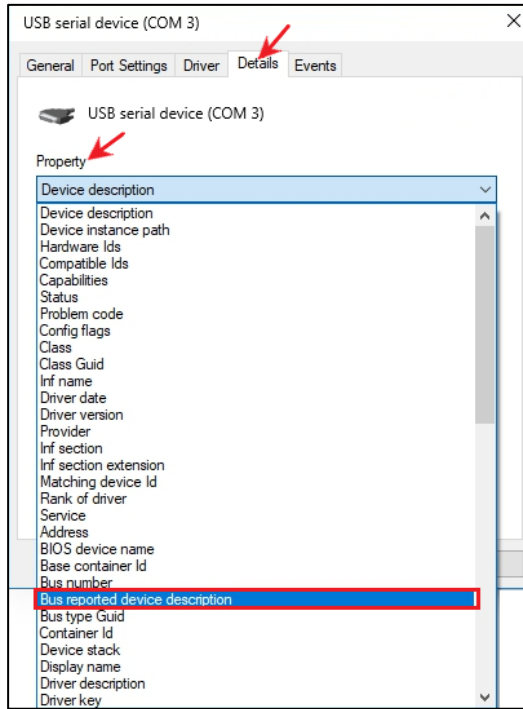 USB serial device (COM 3)
General Port Settings Driver Details Events
USB serial device (COM 3)
Property
Device description
Device description
Device instance path
Hardware Ids
Compatible Ids
Capabilities
Status
Problem code
Config flags
Class
Class Guid
Inf name
Driver date
Driver version
Provider
Inf section
Inf section extension
Matching device Id
Rank of driver
Service
Address
BIOS device name
Base container Id
Bus number
Bus reported device description
Bus type Guid
Container Id
Device stack
Display name
Driver description
Driver key